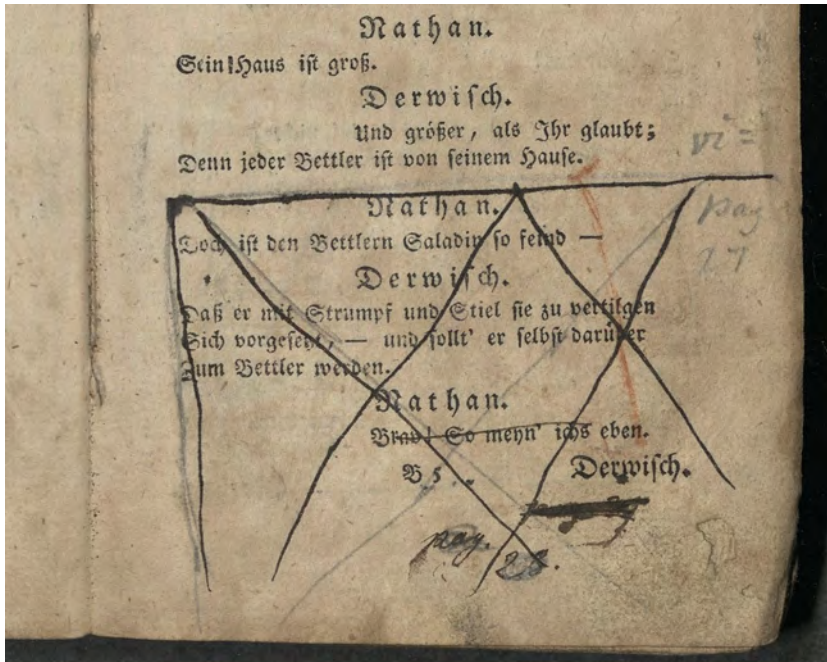 Nathan.
Sein Haus ist groß.
Derwisch.
Und größer, als Ihr glaubt;
Denn jeder Bettler ist von seinem Hause.
vi =
Nathan.
pag
27
Doch ist den Bettlern Saladin so feind —
Derwisch.
Daß er mit Strumpf und Stiel sie zu vertilgen
Sich vorgesetzt, — und sollt' er selbst darüber
Zum Bettler werden.
Nathan.
Brav! So meyn' ichs eben.
B 5
Derwisch.
pag.